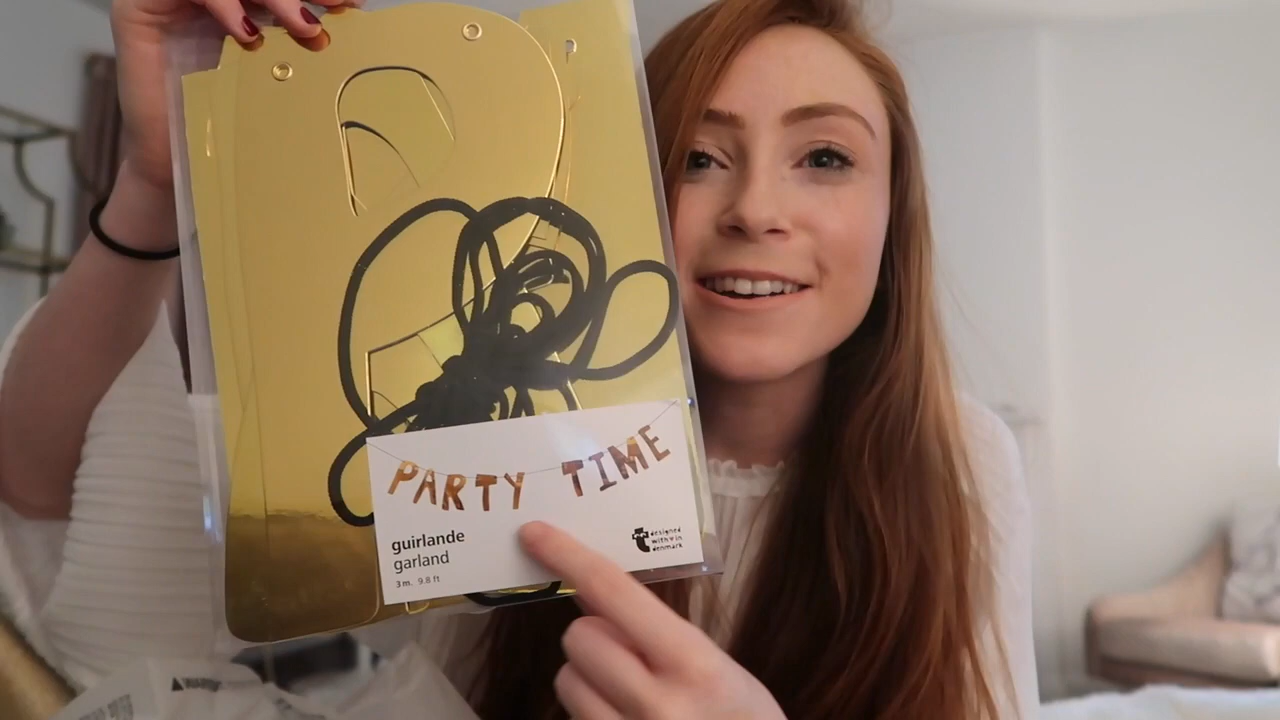 PARTY TIME
guirlande
garland
3 m. 9.8 ft
designed
with ♥ in
denmark